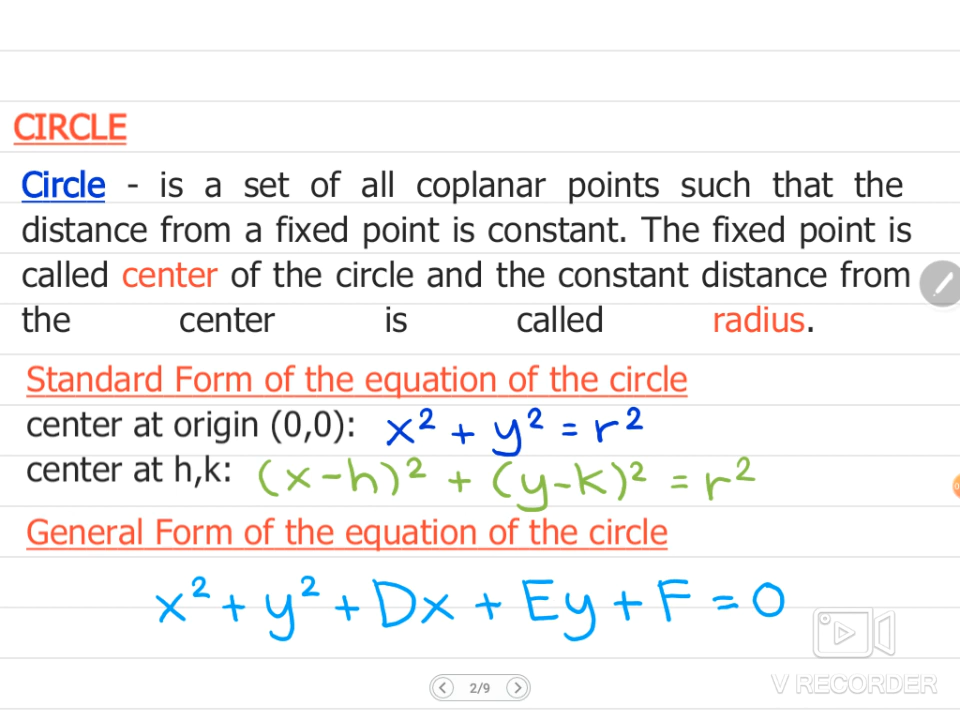 CIRCLE
Circle - is a set of all coplanar points such that the
distance from a fixed point is constant. The fixed point is
called center of the circle and the constant distance from
the center is called radius.
Standard Form of the equation of the circle
center at origin (0,0): x² + y² = r²
center at h,k: (x-h)² + (y-k)² = r²
General Form of the equation of the circle
x² + y² + Dx + Ey + F = 0
2/9
V RECORDER